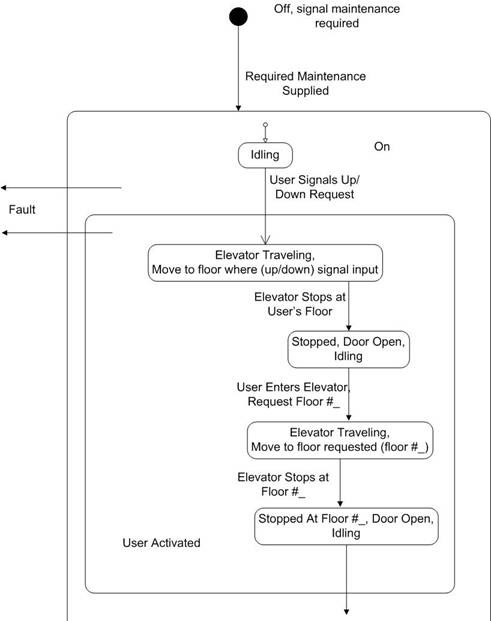 Off, signal maintenance
required
Required Maintenance
Supplied
On
Idling
User Signals Up/
Down Request
Fault
Elevator Traveling,
Move to floor where (up/down) signal input
Elevator Stops at
User's Floor
Stopped, Door Open,
Idling
User Enters Elevator,
Request Floor #_
Elevator Traveling,
Move to floor requested (floor #_)
Elevator Stops at
Floor #_
Stopped At Floor #_, Door Open,
Idling
User Activated